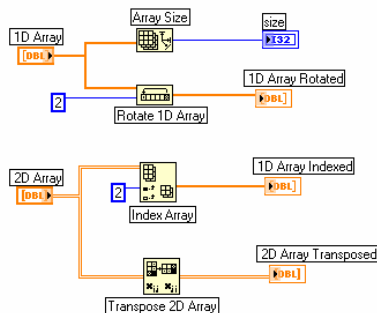 Array Size
size
1D Array
[DBL]
I32
1D Array Rotated
2
DBL]
Rotate 1D Array
2D Array
1D Array Indexed
[DBL]
2
DBL]
Index Array
2D Array Transposed
DBL]
Transpose 2D Array